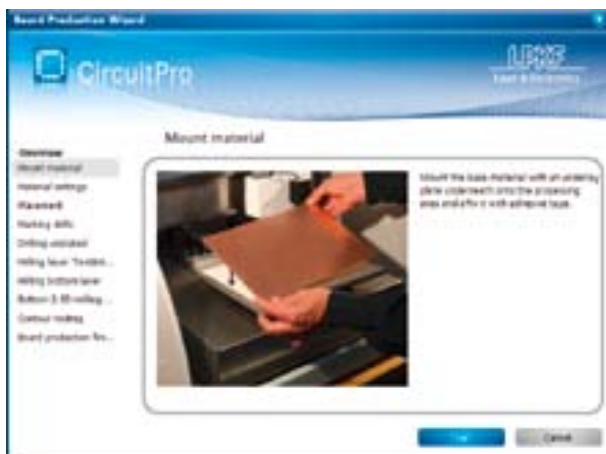 Board Production Wizard
CircuitPro
LPKF
Laser & Electronics
Mount material
Overview
Mount material
Material settings
Placement
Marking drills
Drilling unplated
Milling
Milling bottom layer
Bottom
Contour routing
Board production fin...
Mount the base material with an underlay
plate underneath onto the processing
area and affix it with adhesive tape.
Cancel